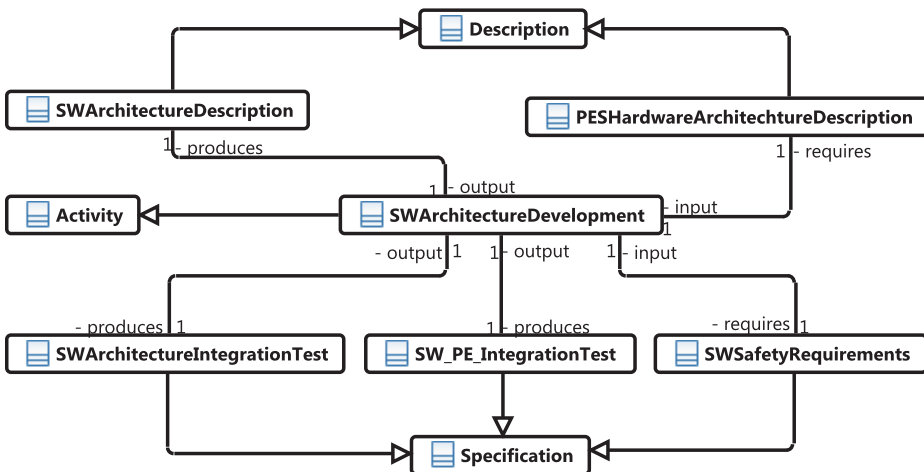 Description
SWArchitectureDescription
PESHardwareArchitechtureDescription
1 - produces
1 - requires
1 - output
- input
Activity
SWArchitectureDevelopment
1
- output 1
1 - output
1 - input
- produces 1
1 - produces
- requires 1
SWArchitectureIntegrationTest
SW_PE_IntegrationTest
SWSafetyRequirements
Specification